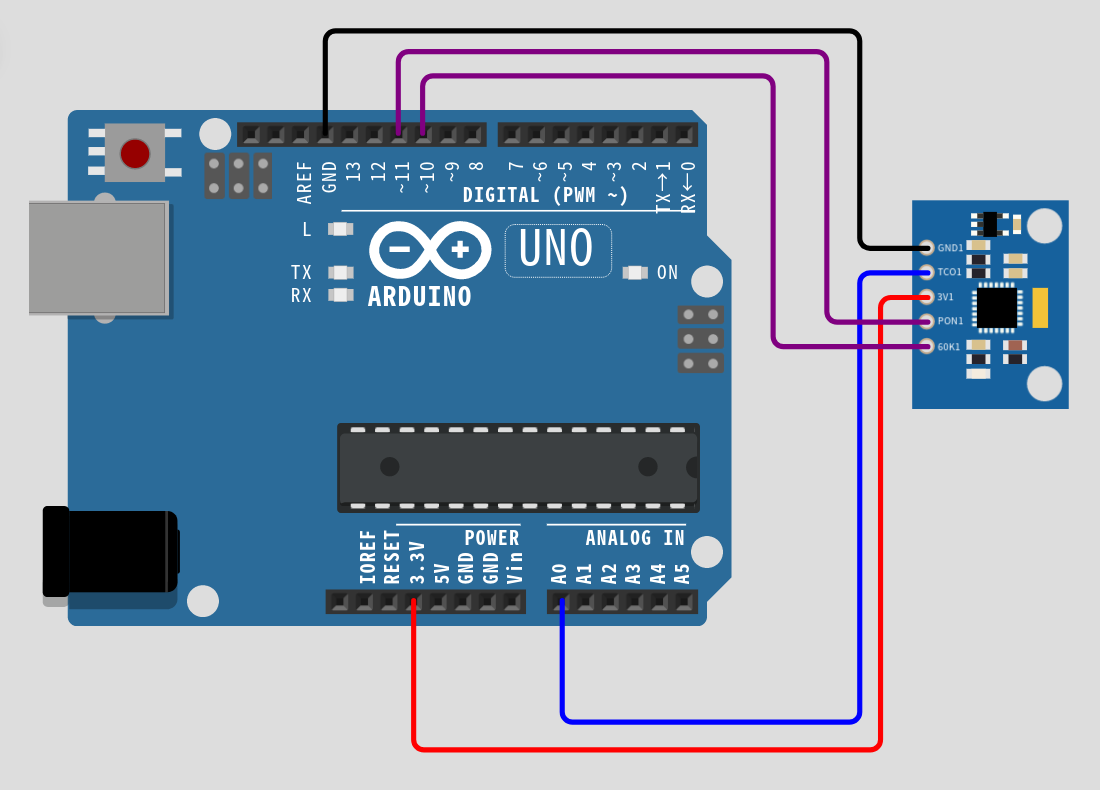 AREF
GND
13
12
~11
~10
~9
8
7
~6
~5
4
~3
2
TX→1
RX←0
DIGITAL (PWM ~)
L
TX
RX
ARDUINO
UNO
ON
GND1
TCO1
3V1
PON1
60K1
POWER
ANALOG IN
IOREF
RESET
3.3V
5V
GND
GND
Vin
A0
A1
A2
A3
A4
A5